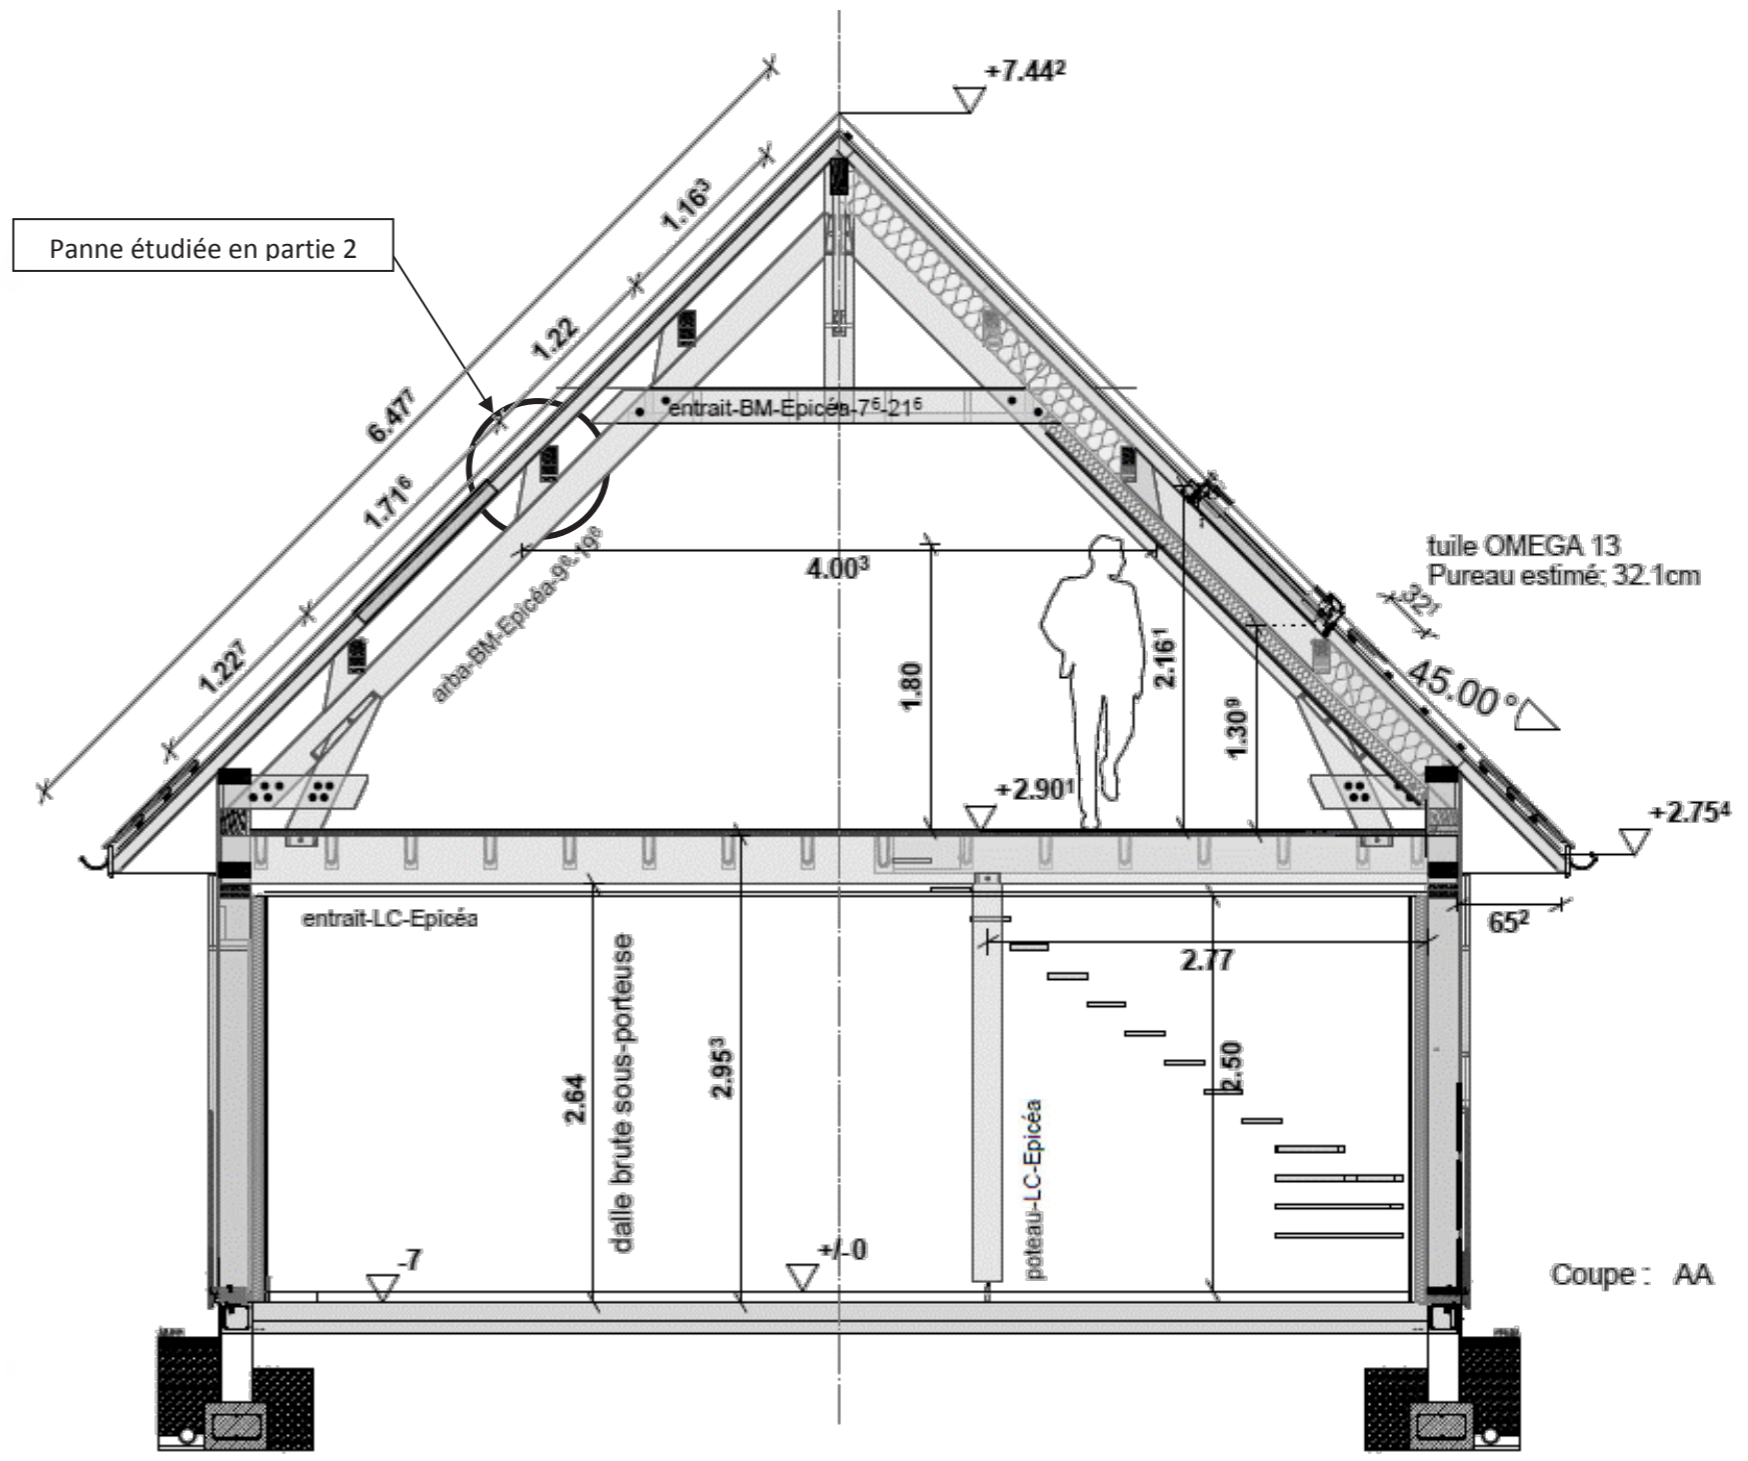 +7.44²
1.16³
Panne étudiée en partie 2
1.22
6.47⁷
entrait-BM-Epicéa-7⁶-21⁶
1.71⁶
arba-BM-Epicéa-9⁶-19⁶
4.00³
tuile OMEGA 13
Pureau estimé: 32.1cm
32¹
1.22⁷
1.80
2.16¹
1.30⁹
45.00°
+2.90¹
+2.75⁴
entrait-LC-Epicéa
65²
2.77
dalle brute sous-porteuse
2.64
2.95³
2.50
poteau-LC-Epicéa
-7
+/-0
Coupe : AA